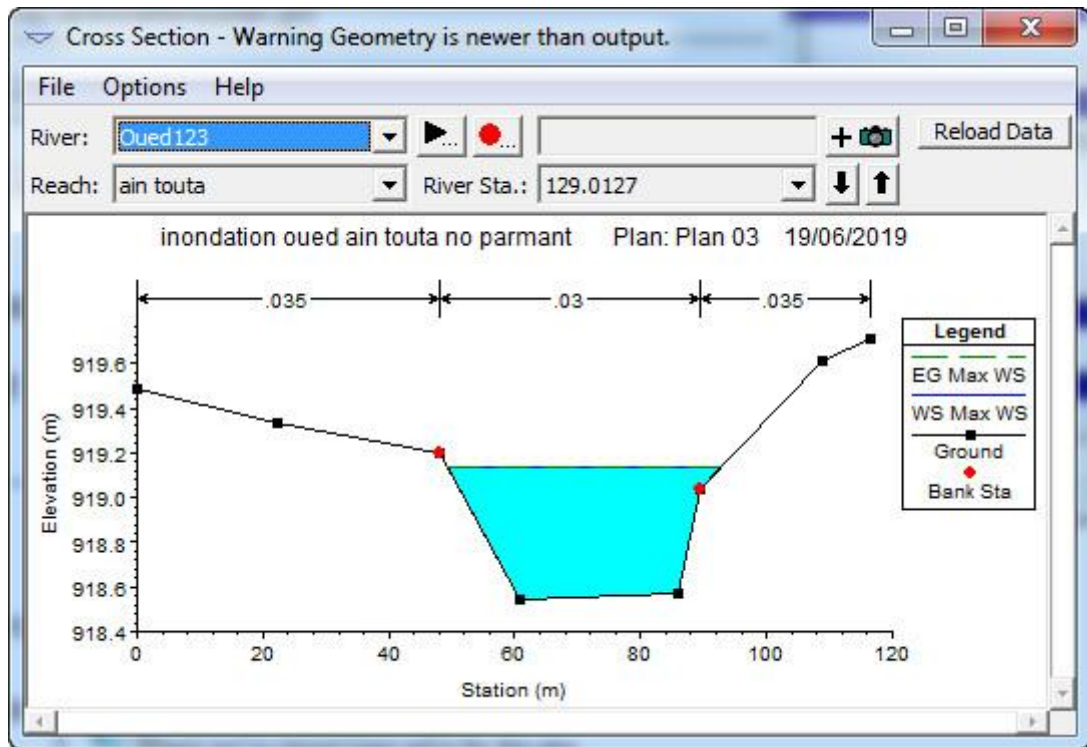 Cross Section - Warning Geometry is newer than output.
File Options Help
River: Oued123 Reload Data
Reach: ain touta River Sta.: 129.0127
inondation oued ain touta no parmant Plan: Plan 03 19/06/2019
.035 .03 .035
Legend
EG Max WS
WS Max WS
Ground
Bank Sta
919.6
919.4
919.2
919.0
918.8
918.6
918.4
Elevation (m)
0 20 40 60 80 100 120
Station (m)